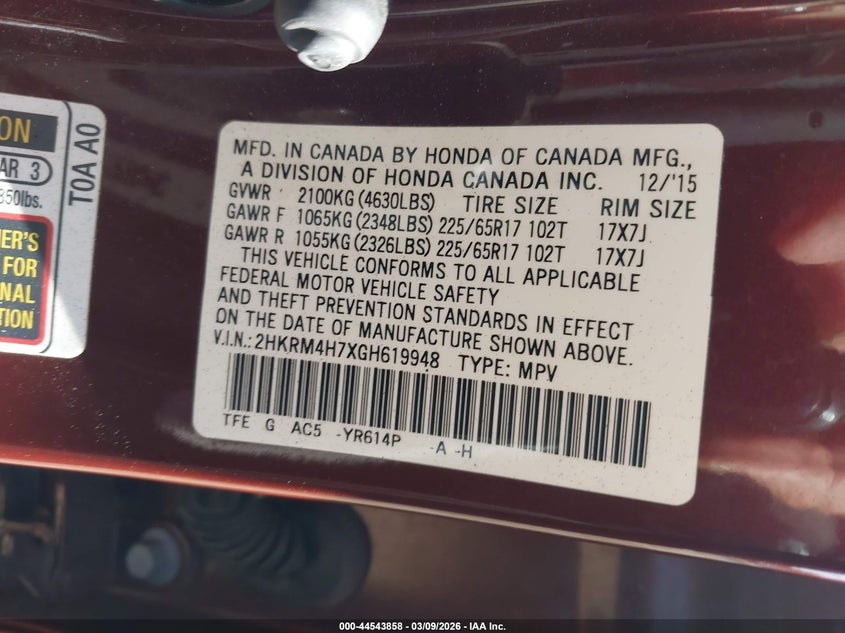 ON
AR 3
850lbs.
ER'S
FOR
NAL
TION
TOA A0
MFD. IN CANADA BY HONDA OF CANADA MFG.,
A DIVISION OF HONDA CANADA INC. 12/'15
GVWR 2100KG (4630LBS) TIRE SIZE RIM SIZE
GAWR F 1065KG (2348LBS) 225/65R17 102T 17X7J
GAWR R 1055KG (2326LBS) 225/65R17 102T 17X7J
THIS VEHICLE CONFORMS TO ALL APPLICABLE
FEDERAL MOTOR VEHICLE SAFETY
AND THEFT PREVENTION STANDARDS IN EFFECT
ON THE DATE OF MANUFACTURE SHOWN ABOVE.
V.I.N.: 2HKRM4H7XGH619948 TYPE: MPV
TFE G AC5 -YR614P -A -H
000-44543858 - 03/09/2026 - IAA Inc.